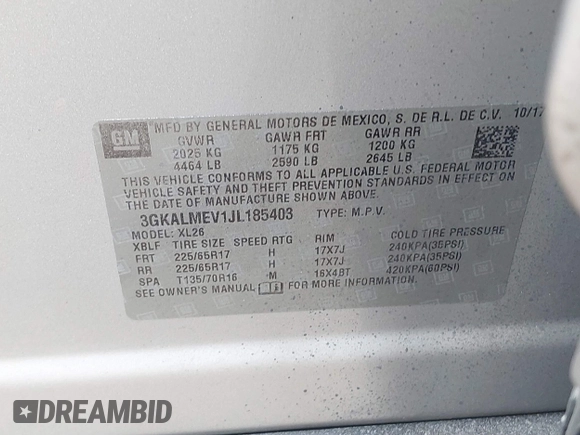 MFD BY GENERAL MOTORS DE MEXICO, S. DE R.L. DE C.V. 10/17
GM
GVWR GAWR FRT GAWR RR
2025 KG 1175 KG 1200 KG
4464 LB 2590 LB 2645 LB
THIS VEHICLE CONFORMS TO ALL APPLICABLE U.S. FEDERAL MOTOR
VEHICLE SAFETY AND THEFT PREVENTION STANDARDS IN EFFECT ON
THE DATE OF MANUFACTURE SHOWN ABOVE.
3GKALMEV1JL185403 TYPE: M.P.V.
MODEL: XL26
XBLF TIRE SIZE SPEED RTG RIM COLD TIRE PRESSURE
FRT 225/65R17 H 17X7J 240KPA(35PSI)
RR 225/65R17 H 17X7J 240KPA(35PSI)
SPA T135/70R16 M 16X4BT 420KPA(60PSI)
SEE OWNER'S MANUAL FOR MORE INFORMATION.
DREAMBID